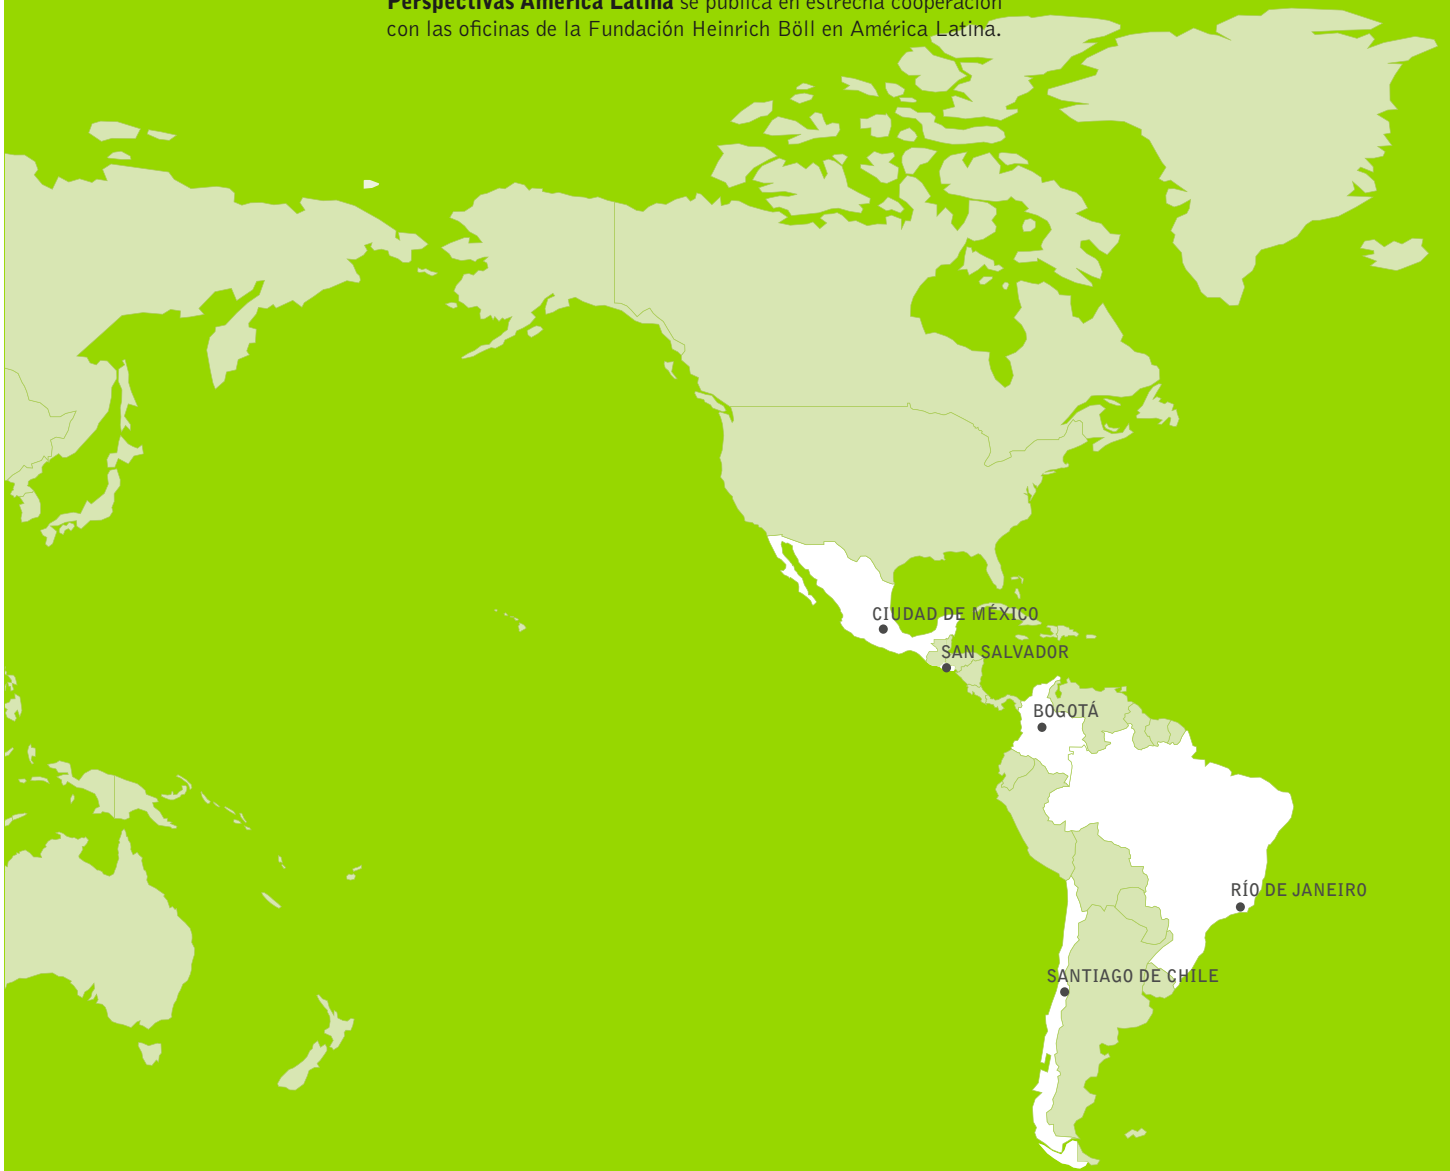 Perspectivas América Latina se publica en estrecha cooperación
con las oficinas de la Fundación Heinrich Böll en América Latina.
CIUDAD DE MÉXICO
SAN SALVADOR
BOGOTÁ
RÍO DE JANEIRO
SANTIAGO DE CHILE